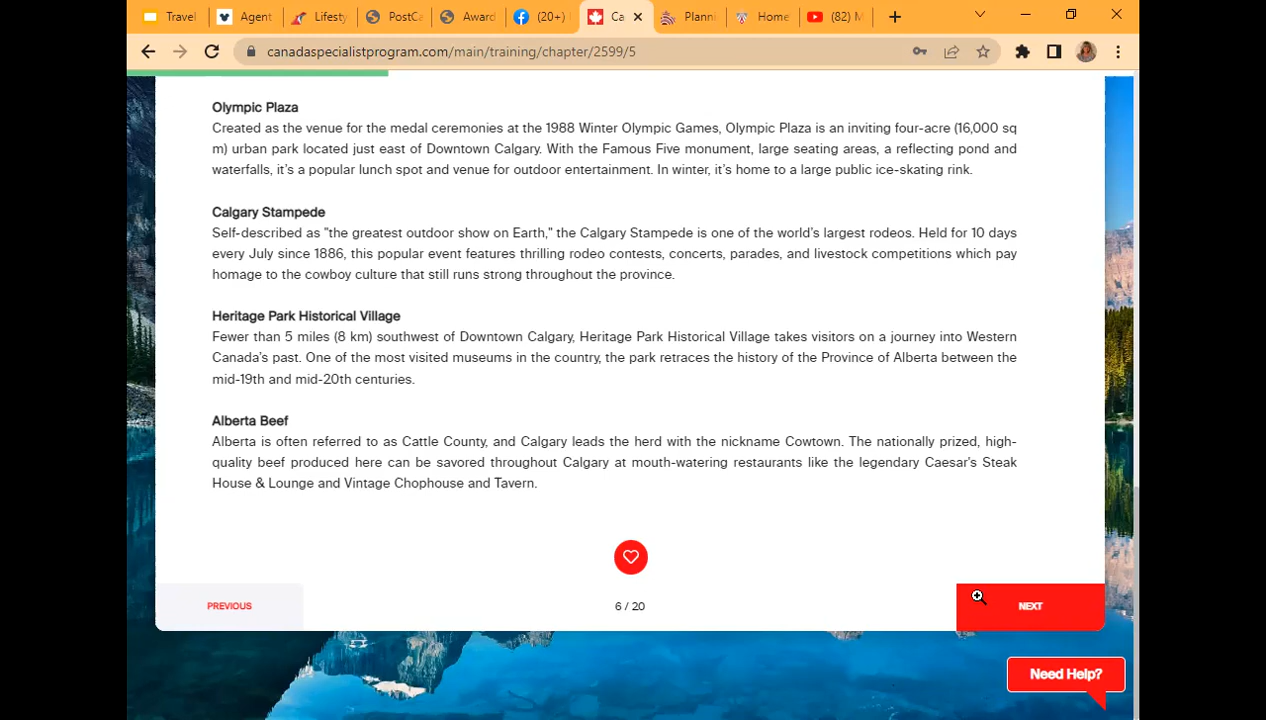 Travel
Agent
Lifesty
PostCa
Award
(20+)
Ca
Planni
Home
(82) M
canadaspecialistprogram.com/main/training/chapter/2599/5
Olympic Plaza
Created as the venue for the medal ceremonies at the 1988 Winter Olympic Games, Olympic Plaza is an inviting four-acre (16,000 sq
m) urban park located just east of Downtown Calgary. With the Famous Five monument, large seating areas, a reflecting pond and
waterfalls, it's a popular lunch spot and venue for outdoor entertainment. In winter, it's home to a large public ice-skating rink.
Calgary Stampede
Self-described as "the greatest outdoor show on Earth," the Calgary Stampede is one of the world's largest rodeos. Held for 10 days
every July since 1886, this popular event features thrilling rodeo contests, concerts, parades, and livestock competitions which pay
homage to the cowboy culture that still runs strong throughout the province.
Heritage Park Historical Village
Fewer than 5 miles (8 km) southwest of Downtown Calgary, Heritage Park Historical Village takes visitors on a journey into Western
Canada's past. One of the most visited museums in the country, the park retraces the history of the Province of Alberta between the
mid-19th and mid-20th centuries.
Alberta Beef
Alberta is often referred to as Cattle County, and Calgary leads the herd with the nickname Cowtown. The nationally prized, high-
quality beef produced here can be savored throughout Calgary at mouth-watering restaurants like the legendary Caesar's Steak
House & Lounge and Vintage Chophouse and Tavern.
PREVIOUS
6 / 20
NEXT
Need Help?